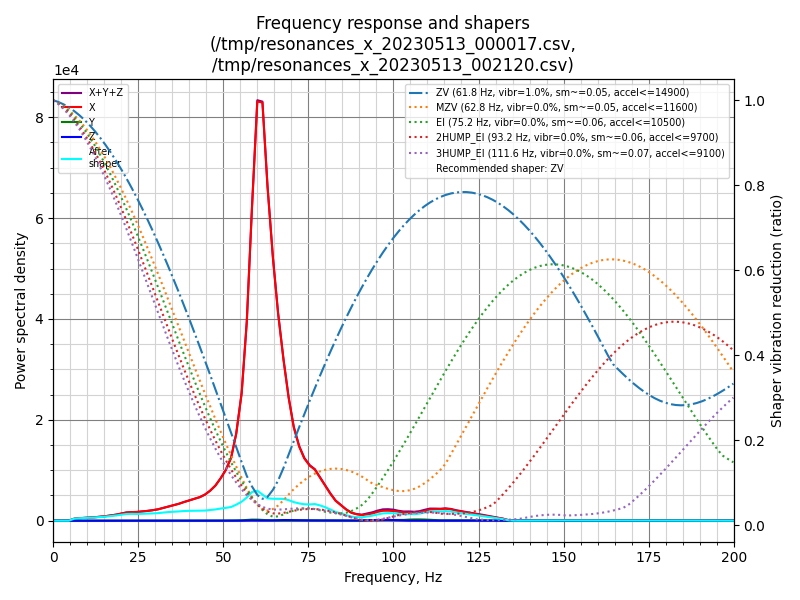 Frequency response and shapers
(/tmp/resonances_x_20230513_000017.csv,
/tmp/resonances_x_20230513_002120.csv)
1e4
X+Y+Z
X
Y
Z
After
shaper
ZV (61.8 Hz, vibr=1.0%, sm~=0.05, accel<=14900)
MZV (62.8 Hz, vibr=0.0%, sm~=0.05, accel<=11600)
EI (75.2 Hz, vibr=0.0%, sm~=0.06, accel<=10500)
2HUMP_EI (93.2 Hz, vibr=0.0%, sm~=0.06, accel<=9700)
3HUMP_EI (111.6 Hz, vibr=0.0%, sm~=0.07, accel<=9100)
Recommended shaper: ZV
Power spectral density
8
6
4
2
0
1.0
0.8
0.6
0.4
0.2
0.0
Shaper vibration reduction (ratio)
0 25 50 75 100 125 150 175 200
Frequency, Hz